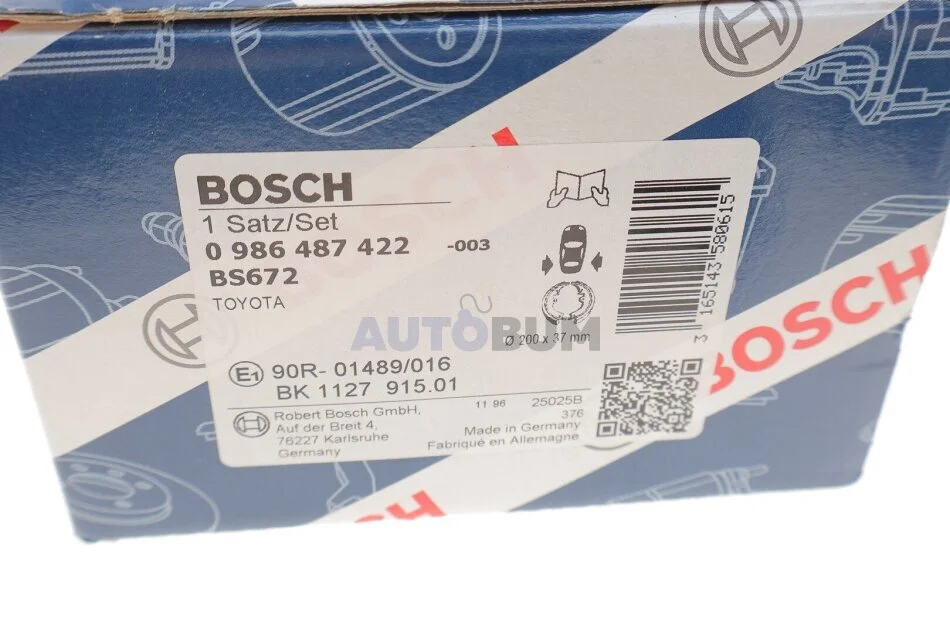 BOSCH
1 Satz/Set
0 986 487 422 -003
BS672
TOYOTA
AUTOBUM
Ø 200 x 37 mm
3 165143 580615
E1 90R- 01489/016
BK 1127 915.01
Robert Bosch GmbH,
Auf der Breit 4,
76227 Karlsruhe
Germany
11 96 25025B
376
Made in Germany
Fabriqué en Allemagne
BOSCH
BOSCH